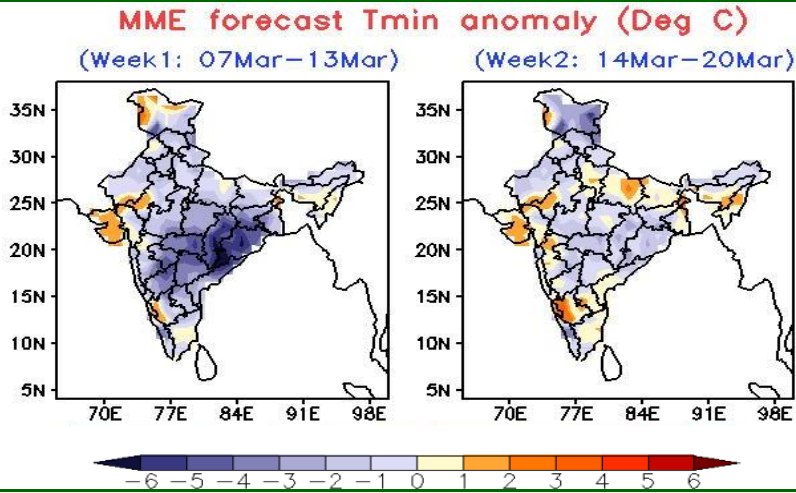 MME forecast Tmin anomaly (Deg C)
(Week1: 07Mar−13Mar) (Week2: 14Mar−20Mar)
35N 35N
30N 30N
25N 25N
20N 20N
15N 15N
10N 10N
5N 5N
70E 77E 84E 91E 98E 70E 77E 84E 91E 98E
−6 −5 −4 −3 −2 −1 0 1 2 3 4 5 6